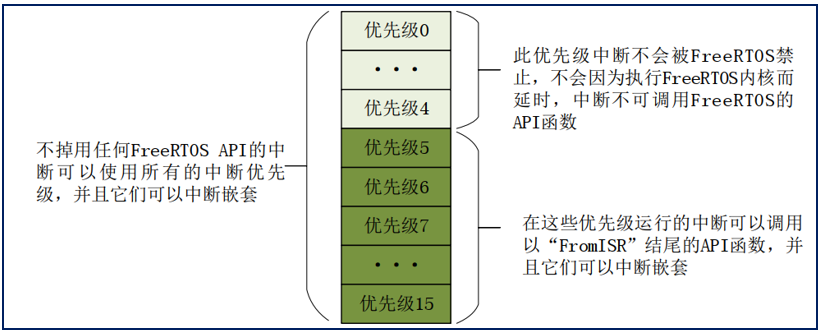 不掉用任何FreeRTOS API的中
断可以使用所有的中断优先
级，并且它们可以中断嵌套
优先级0
···
优先级4
优先级5
优先级6
优先级7
···
优先级15
此优先级中断不会被FreeRTOS禁
止，不会因为执行FreeRTOS内核而
延时，中断不可调用FreeRTOS的
API函数
在这些优先级运行的中断可以调用
以“FromISR”结尾的API函数，并
且它们可以中断嵌套